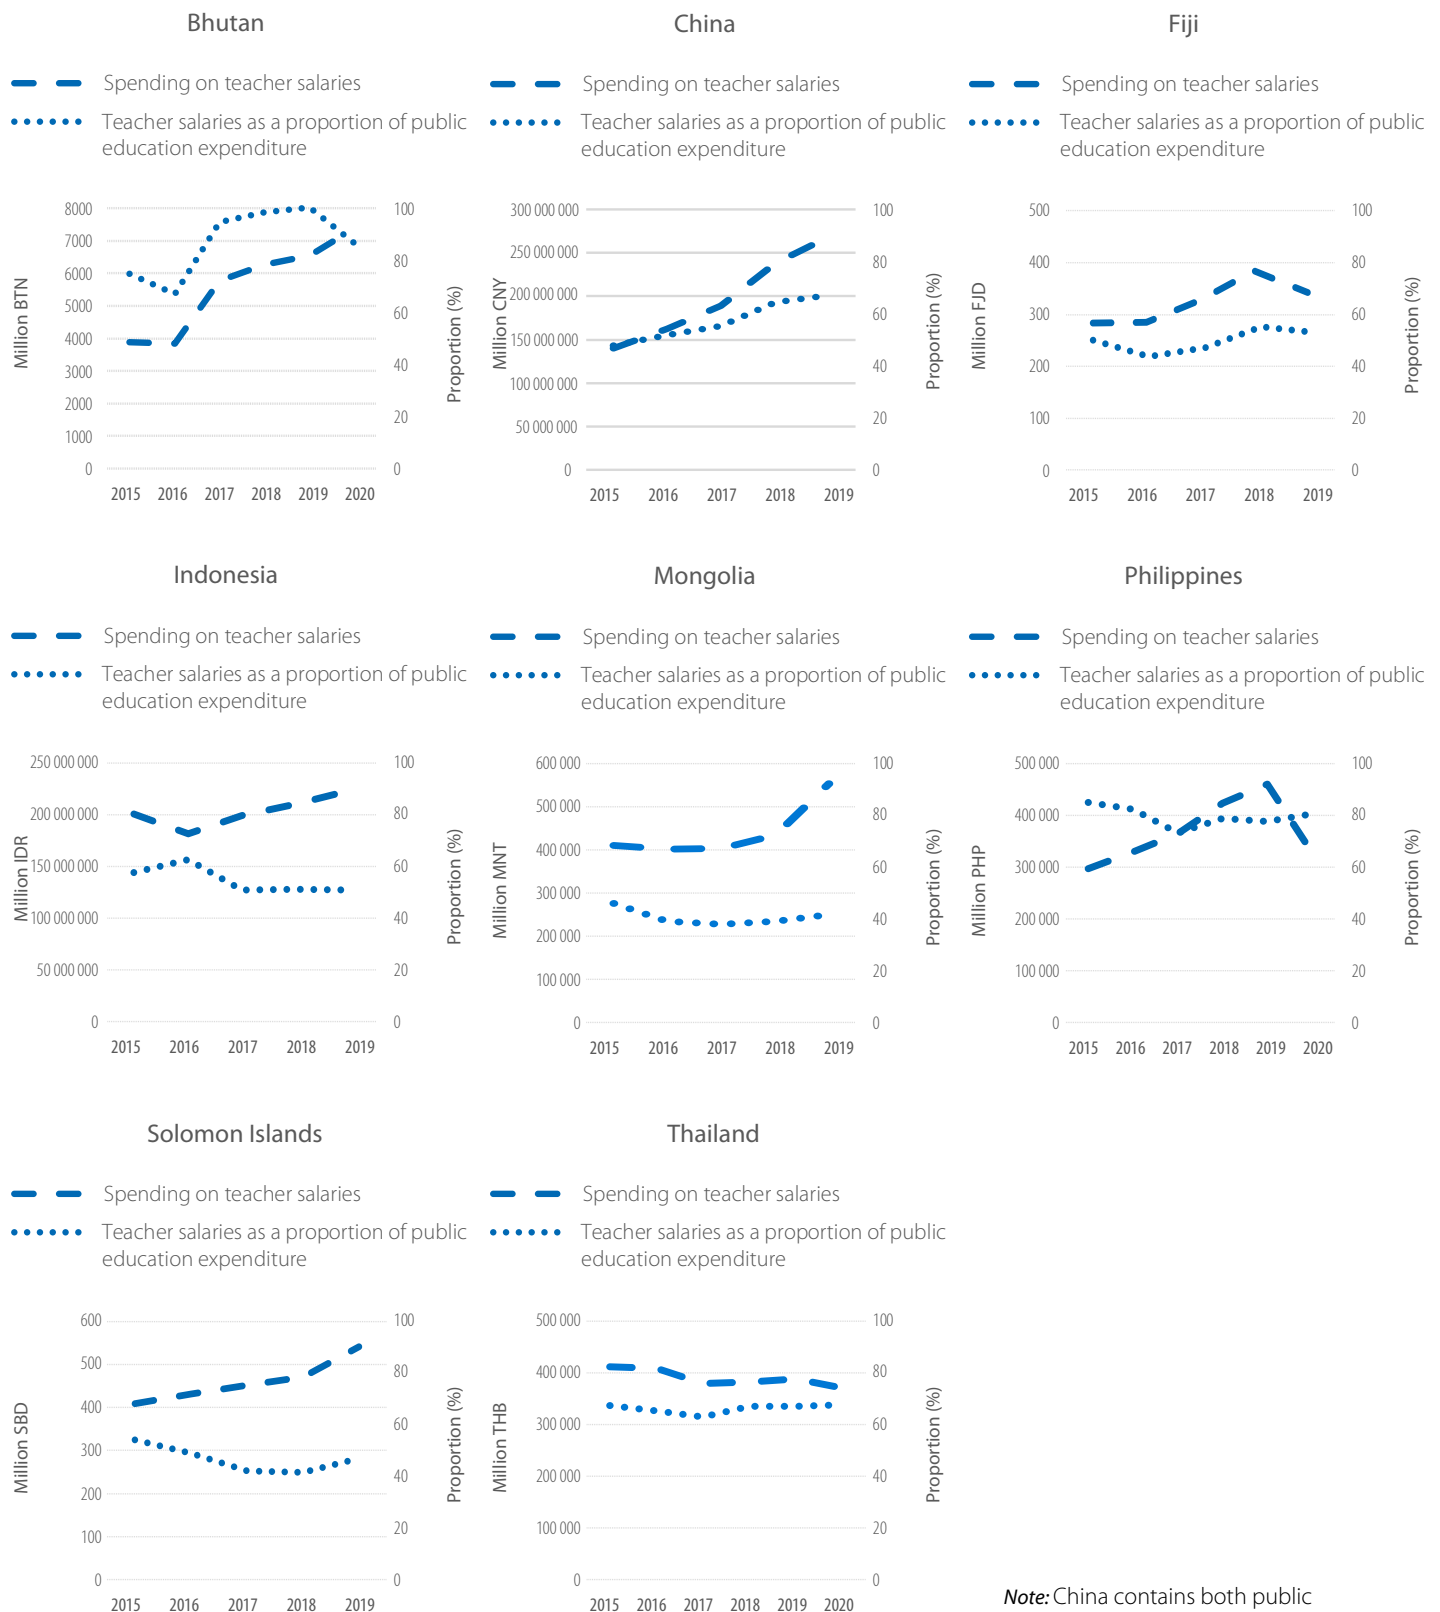 Bhutan
Spending on teacher salaries
Teacher salaries as a proportion of public
education expenditure
Million BTN
8000
7000
6000
5000
4000
3000
2000
1000
0
100
80
60
40
20
0
Proportion (%)
2015 2016 2017 2018 2019 2020
China
Spending on teacher salaries
Teacher salaries as a proportion of public
education expenditure
Million CNY
300 000 000
250 000 000
200 000 000
150 000 000
100 000 000
50 000 000
0
100
80
60
40
20
0
Proportion (%)
2015 2016 2017 2018 2019
Fiji
Spending on teacher salaries
Teacher salaries as a proportion of public
education expenditure
Million FJD
500
400
300
200
100
0
100
80
60
40
20
0
Proportion (%)
2015 2016 2017 2018 2019
Indonesia
Spending on teacher salaries
Teacher salaries as a proportion of public
education expenditure
Million IDR
250 000 000
200 000 000
150 000 000
100 000 000
50 000 000
0
100
80
60
40
20
0
Proportion (%)
2015 2016 2017 2018 2019
Mongolia
Spending on teacher salaries
Teacher salaries as a proportion of public
education expenditure
Million MNT
600 000
500 000
400 000
300 000
200 000
100 000
0
100
80
60
40
20
0
Proportion (%)
2015 2016 2017 2018 2019
Philippines
Spending on teacher salaries
Teacher salaries as a proportion of public
education expenditure
Million PHP
500 000
400 000
300 000
200 000
100 000
0
100
80
60
40
20
0
Proportion (%)
2015 2016 2017 2018 2019 2020
Solomon Islands
Spending on teacher salaries
Teacher salaries as a proportion of public
education expenditure
Million SBD
600
500
400
300
200
100
0
100
80
60
40
20
0
Proportion (%)
2015 2016 2017 2018 2019
Thailand
Spending on teacher salaries
Teacher salaries as a proportion of public
education expenditure
Million THB
500 000
400 000
300 000
200 000
100 000
0
100
80
60
40
20
0
Proportion (%)
2015 2016 2017 2018 2019 2020
Note: China contains both public